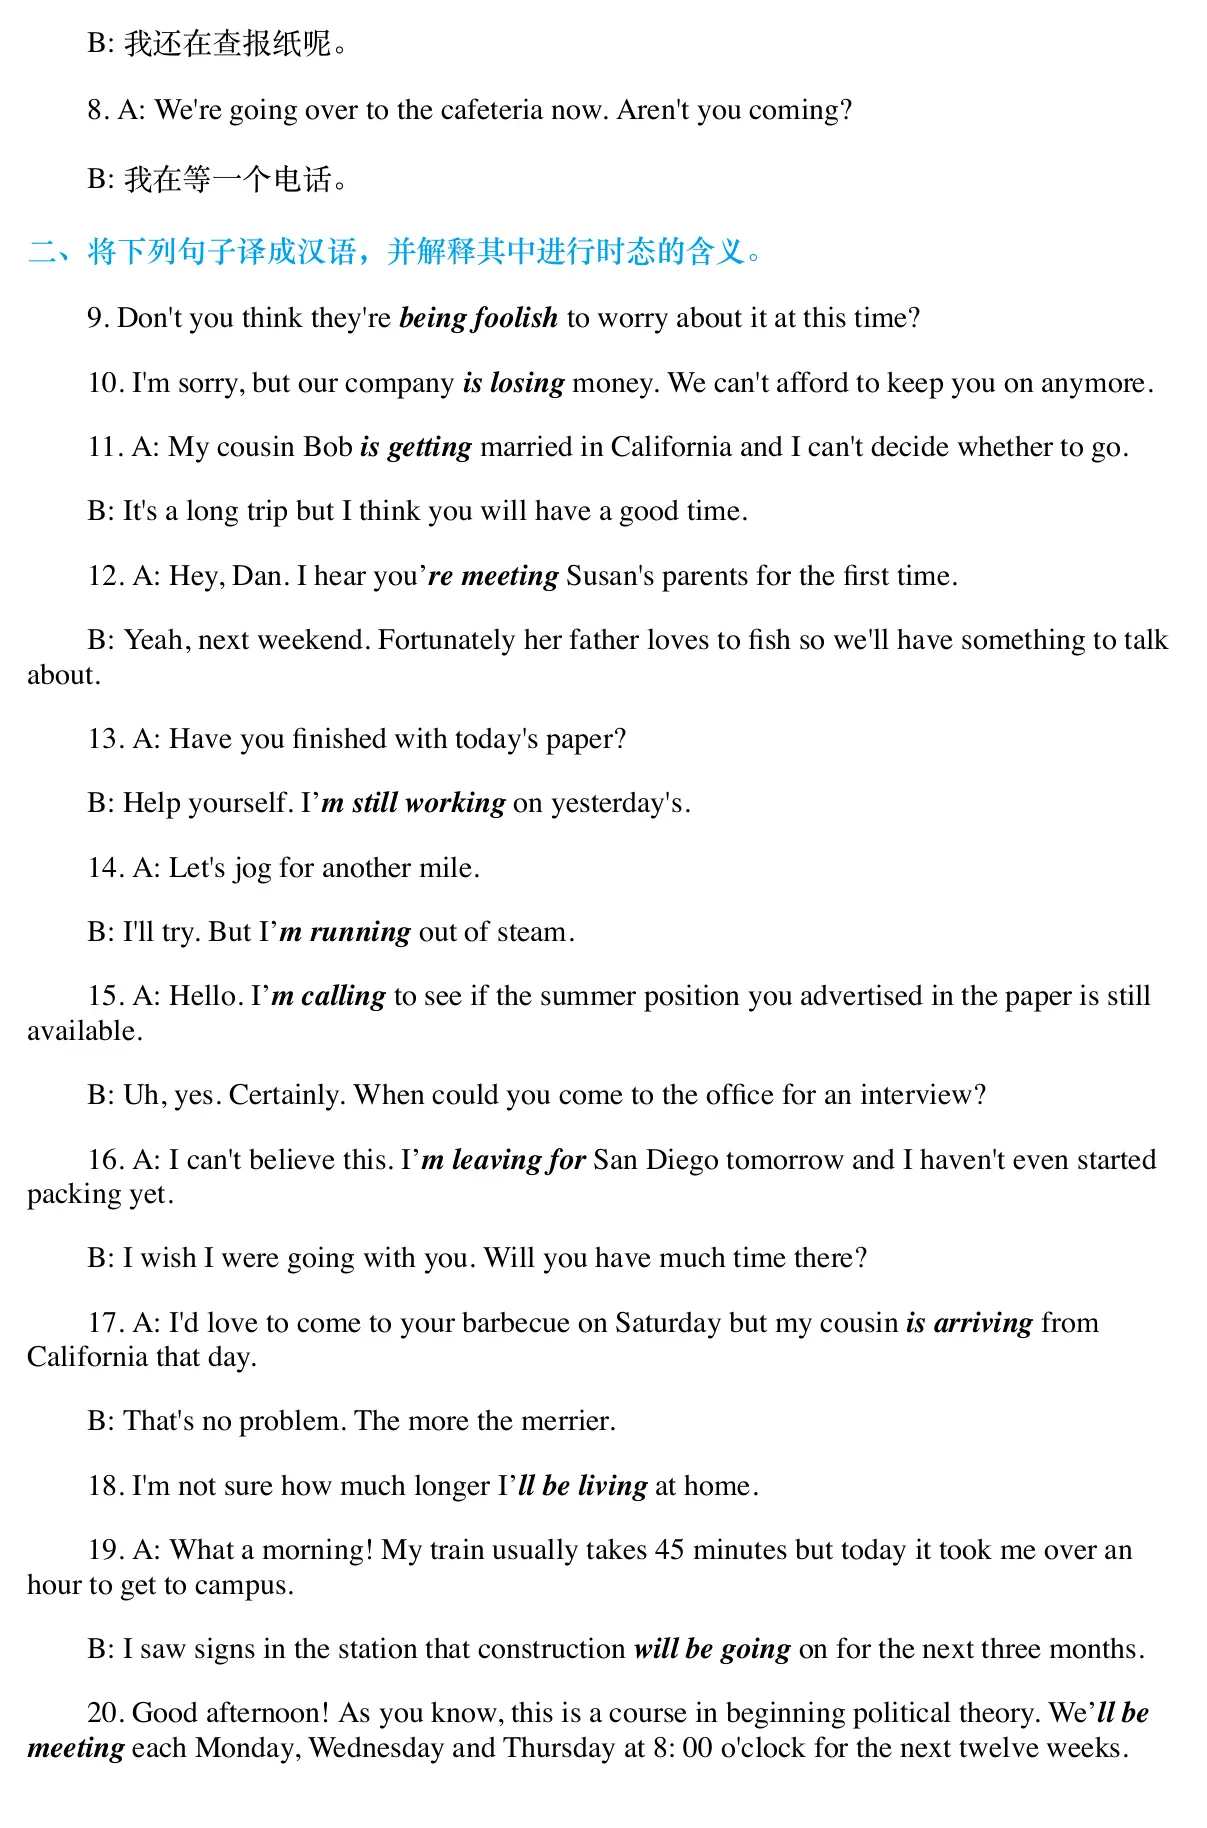 B: 我还在查报纸呢。
8. A: We're going over to the cafeteria now. Aren't you coming?
B: 我在等一个电话。
二、将下列句子译成汉语，并解释其中进行时态的含义。
9. Don't you think they're being foolish to worry about it at this time?
10. I'm sorry, but our company is losing money. We can't afford to keep you on anymore.
11. A: My cousin Bob is getting married in California and I can't decide whether to go.
B: It's a long trip but I think you will have a good time.
12. A: Hey, Dan. I hear you’re meeting Susan's parents for the first time.
B: Yeah, next weekend. Fortunately her father loves to fish so we'll have something to talk
about.
13. A: Have you finished with today's paper?
B: Help yourself. I’m still working on yesterday's.
14. A: Let's jog for another mile.
B: I'll try. But I’m running out of steam.
15. A: Hello. I’m calling to see if the summer position you advertised in the paper is still
available.
B: Uh, yes. Certainly. When could you come to the office for an interview?
16. A: I can't believe this. I’m leaving for San Diego tomorrow and I haven't even started
packing yet.
B: I wish I were going with you. Will you have much time there?
17. A: I'd love to come to your barbecue on Saturday but my cousin is arriving from
California that day.
B: That's no problem. The more the merrier.
18. I'm not sure how much longer I’ll be living at home.
19. A: What a morning! My train usually takes 45 minutes but today it took me over an
hour to get to campus.
B: I saw signs in the station that construction will be going on for the next three months.
20. Good afternoon! As you know, this is a course in beginning political theory. We’ll be
meeting each Monday, Wednesday and Thursday at 8: 00 o'clock for the next twelve weeks.